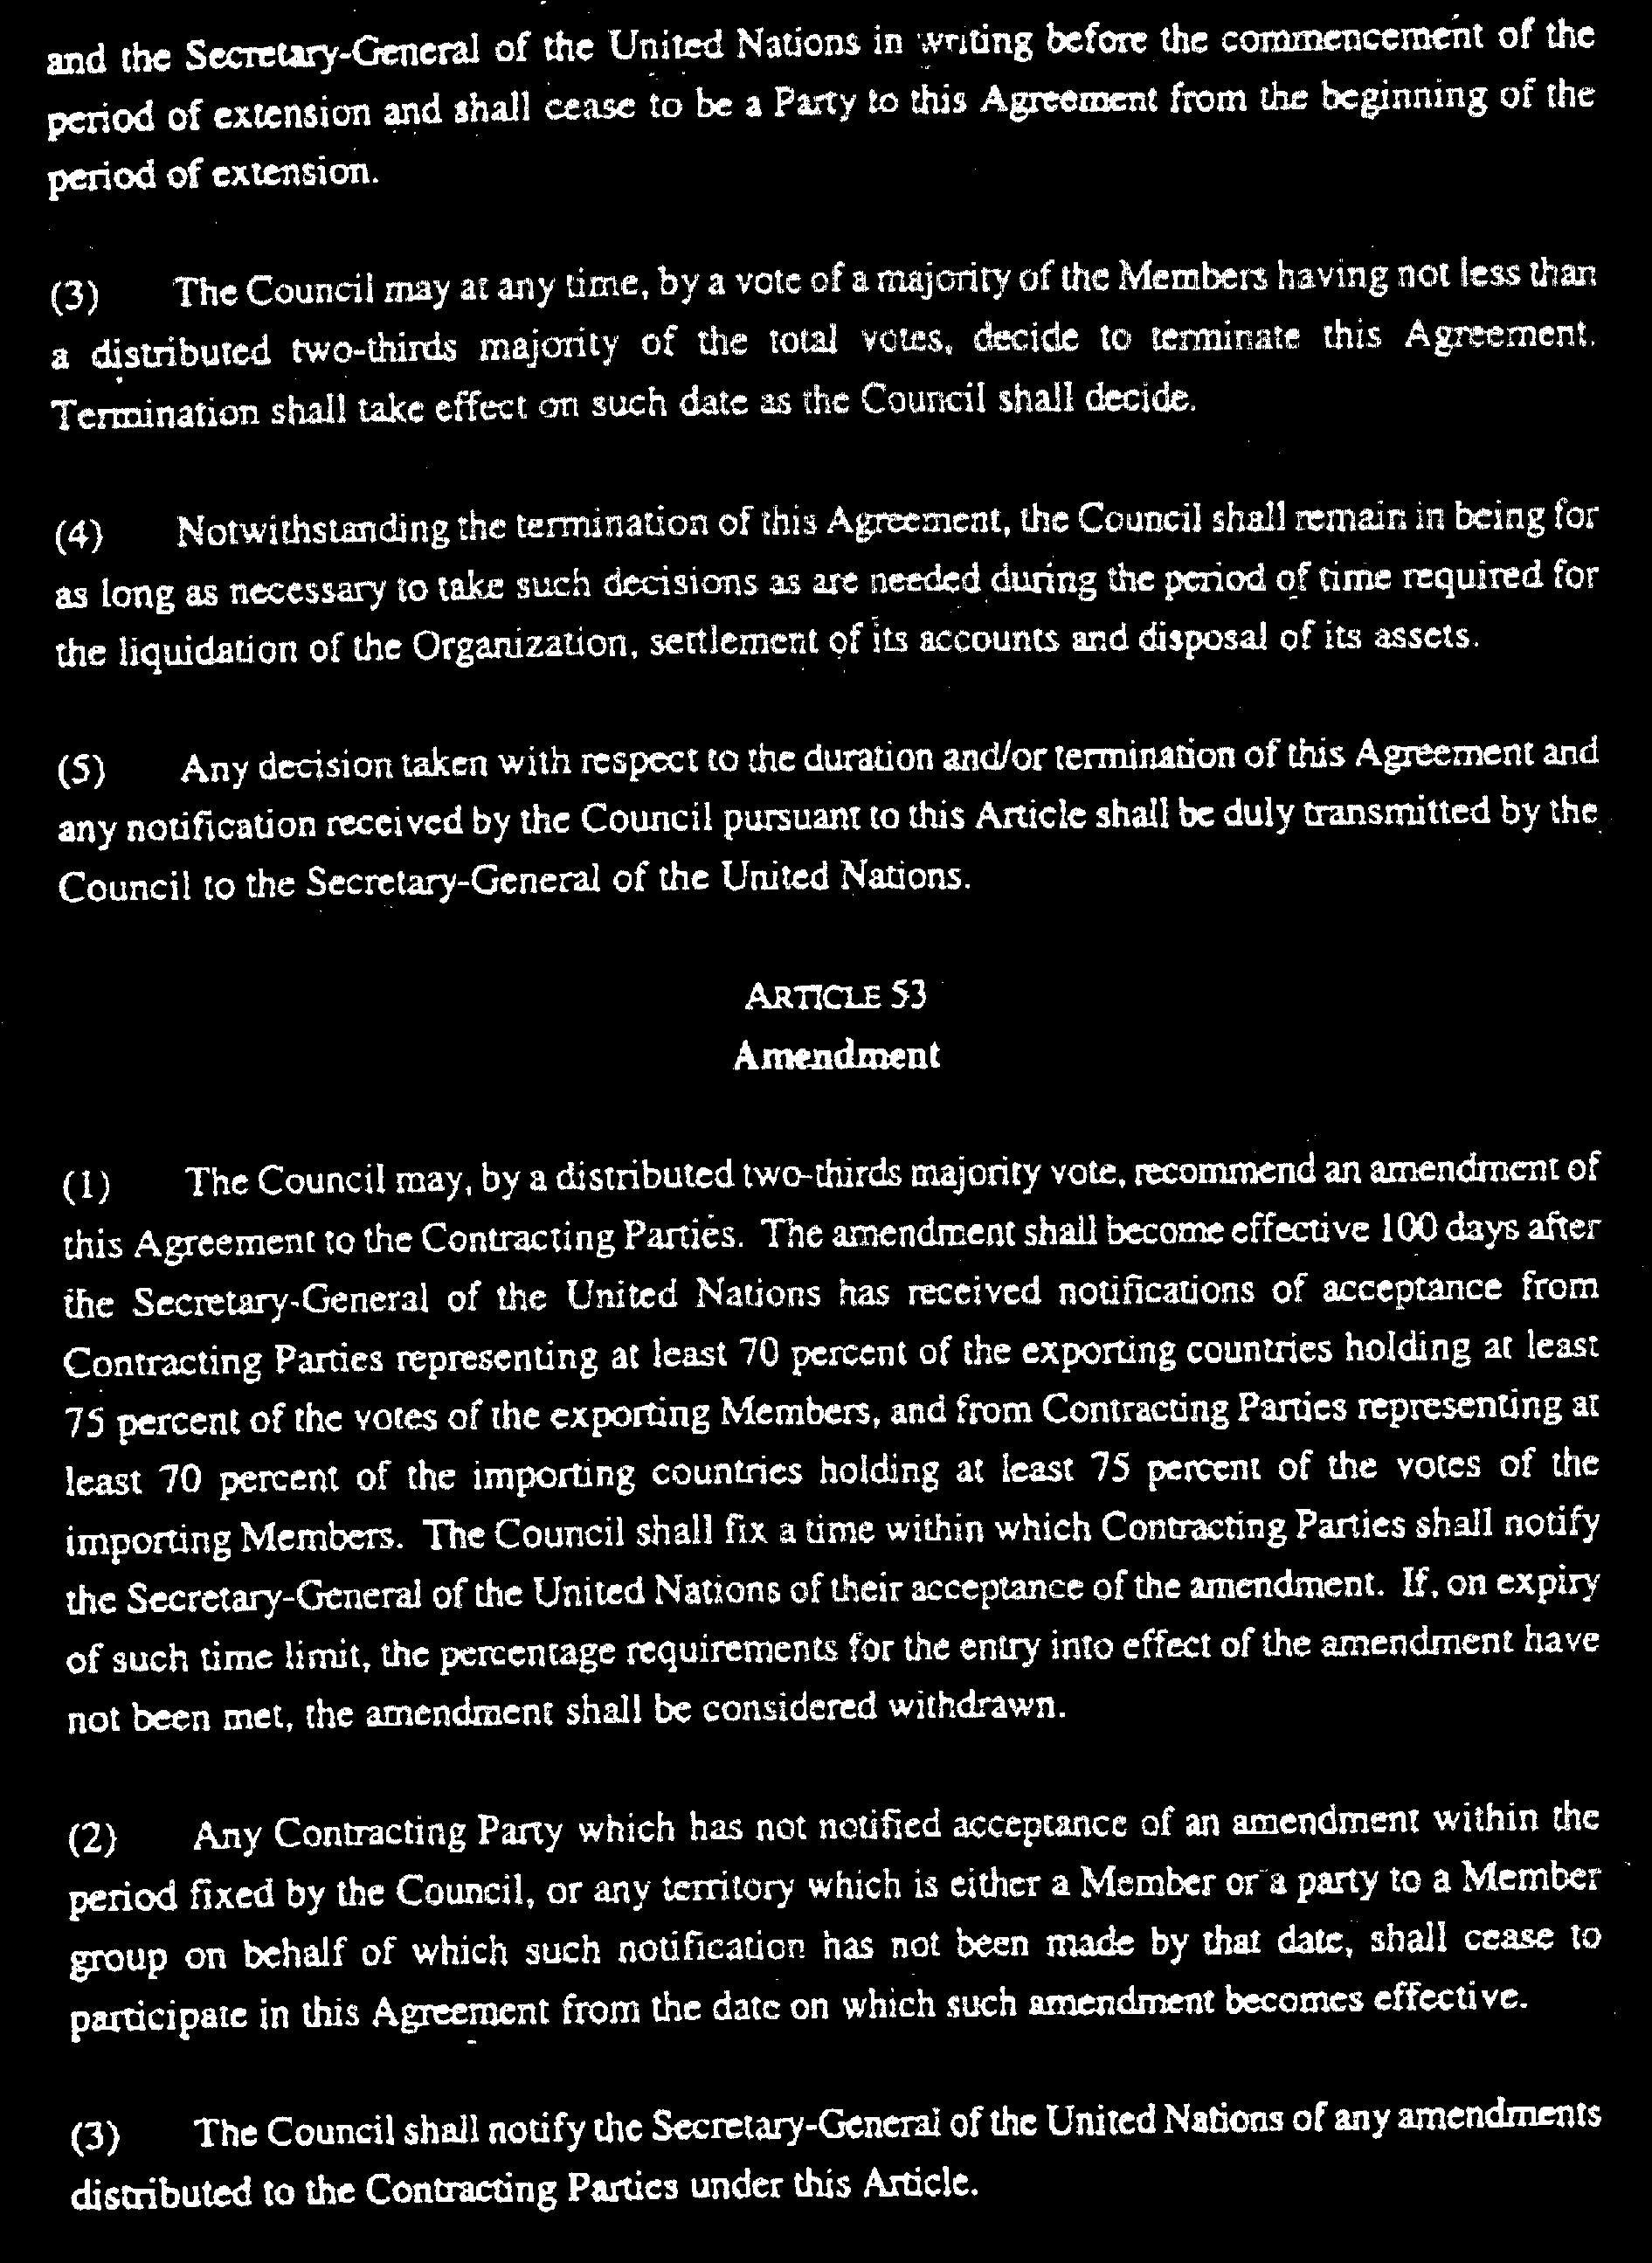 and the Secretary-General of the United Nations in writing before the commencement of the
period of extension and shall cease to be a Party to this Agreement from the beginning of the
period of extension.
(3) The Council may at any time, by a vote of a majority of the Members having not less than
a distributed two-thirds majority of the total votes, decide to terminate this Agreement.
Termination shall take effect on such date as the Council shall decide.
(4) Notwithstanding the termination of this Agreement, the Council shall remain in being for
as long as necessary to take such decisions as are needed during the period of time required for
the liquidation of the Organization, settlement of its accounts and disposal of its assets.
(5) Any decision taken with respect to the duration and/or termination of this Agreement and
any notification received by the Council pursuant to this Article shall be duly transmitted by the
Council to the Secretary-General of the United Nations.
ARTICLE 53
Amendment
(1) The Council may, by a distributed two-thirds majority vote, recommend an amendment of
this Agreement to the Contracting Parties. The amendment shall become effective 100 days after
the Secretary-General of the United Nations has received notifications of acceptance from
Contracting Parties representing at least 70 percent of the exporting countries holding at least
75 percent of the votes of the exporting Members, and from Contracting Parties representing at
least 70 percent of the importing countries holding at least 75 percent of the votes of the
importing Members. The Council shall fix a time within which Contracting Parties shall notify
the Secretary-General of the United Nations of their acceptance of the amendment. If, on expiry
of such time limit, the percentage requirements for the entry into effect of the amendment have
not been met, the amendment shall be considered withdrawn.
(2) Any Contracting Party which has not notified acceptance of an amendment within the
period fixed by the Council, or any territory which is either a Member or a party to a Member
group on behalf of which such notification has not been made by that date, shall cease to
participate in this Agreement from the date on which such amendment becomes effective.
(3) The Council shall notify the Secretary-General of the United Nations of any amendments
distributed to the Contracting Parties under this Article.